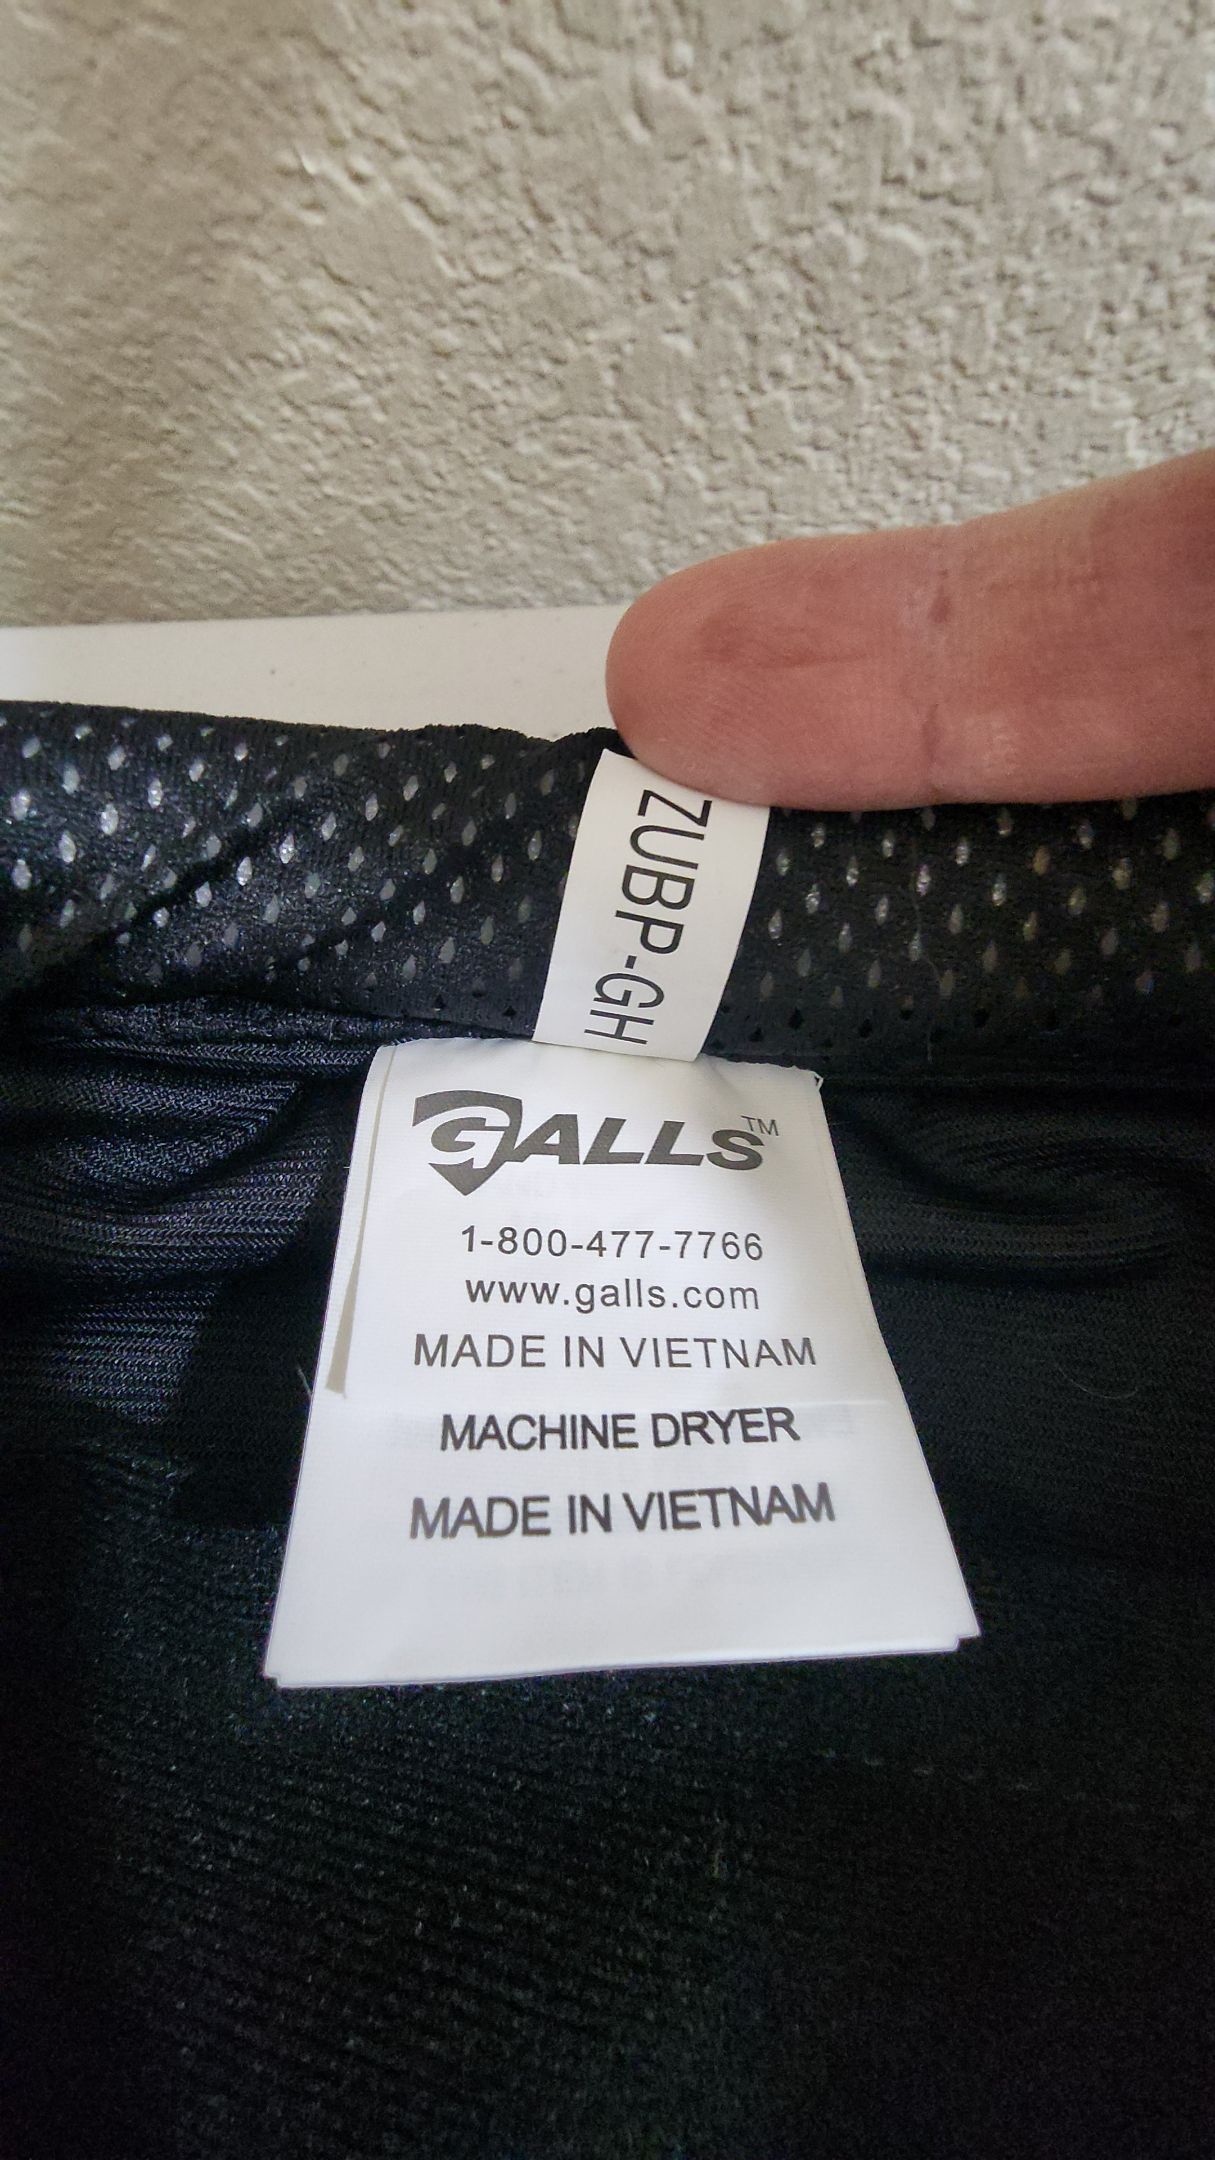 ZUBP-GH
GALLS™
1-800-477-7766
www.galls.com
MADE IN VIETNAM
MACHINE DRYER
MADE IN VIETNAM